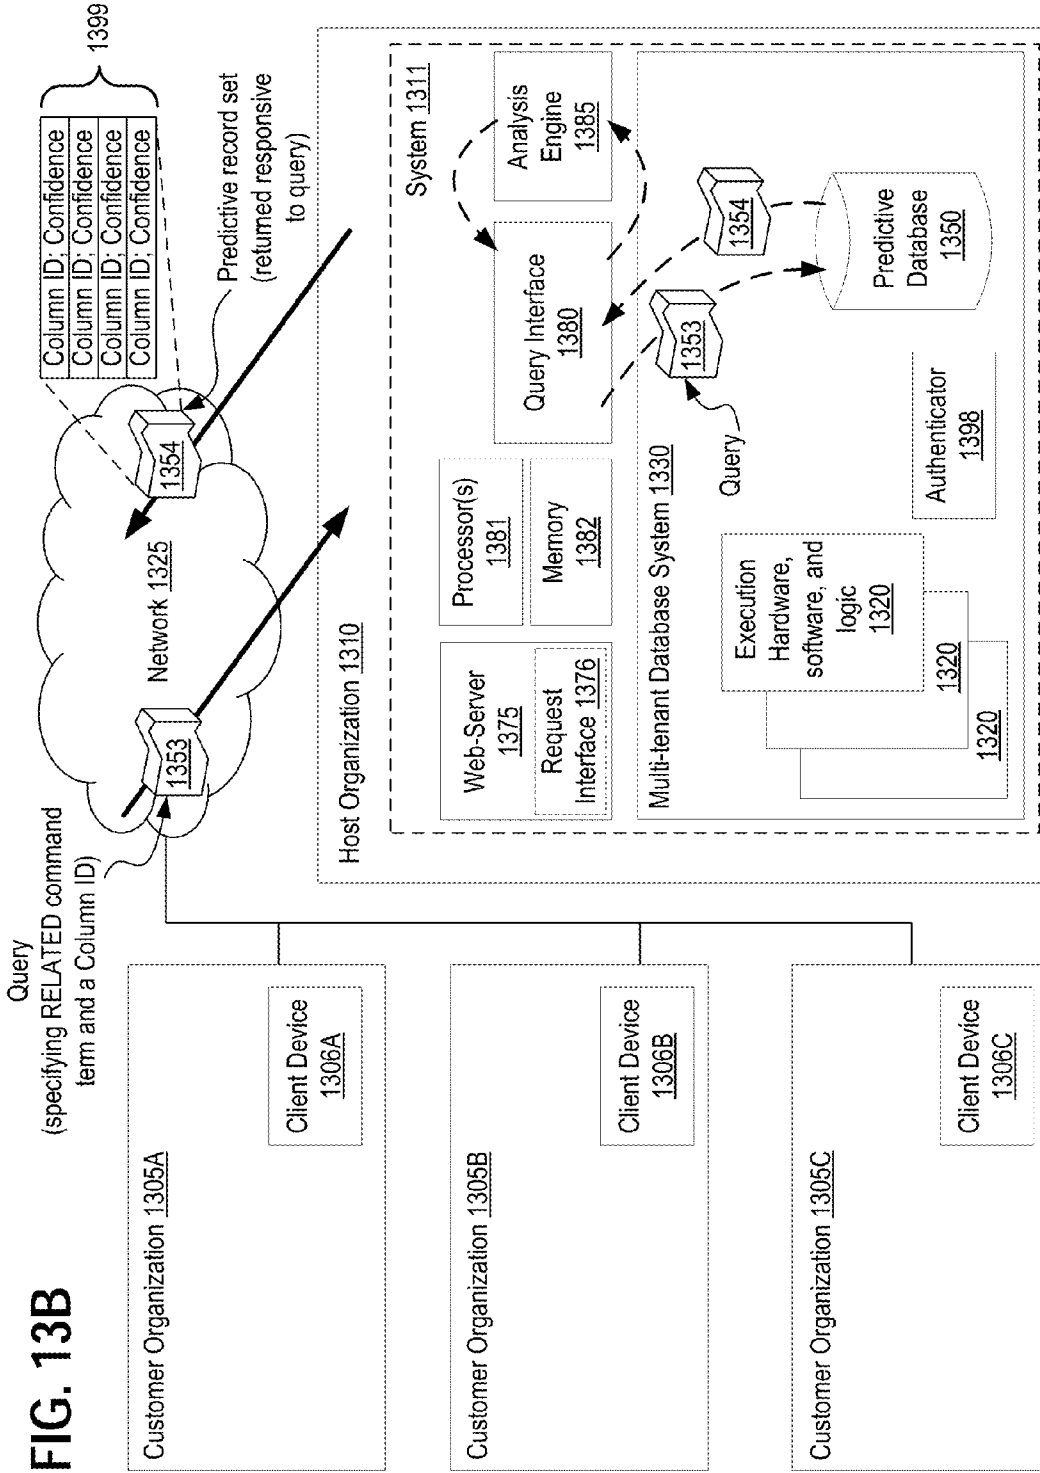 FIG. 13B
Query
(specifying RELATED command
term and a Column ID)
1353
Network 1325
1354
Column ID; Confidence
Column ID; Confidence
Column ID; Confidence
Column ID; Confidence
1399
Predictive record set
(returned responsive
to query)
Customer Organization 1305A
Client Device
1306A
Customer Organization 1305B
Client Device
1306B
Customer Organization 1305C
Client Device
1306C
Host Organization 1310
System 1311
Web-Server
1375
Request
Interface 1376
Processor(s)
1381
Memory
1382
Query Interface
1380
Analysis
Engine
1385
Multi-tenant Database System 1330
Query
1353
1354
Execution
Hardware,
software, and
logic
1320
1320
1320
Authenticator
1398
Predictive
Database
1350